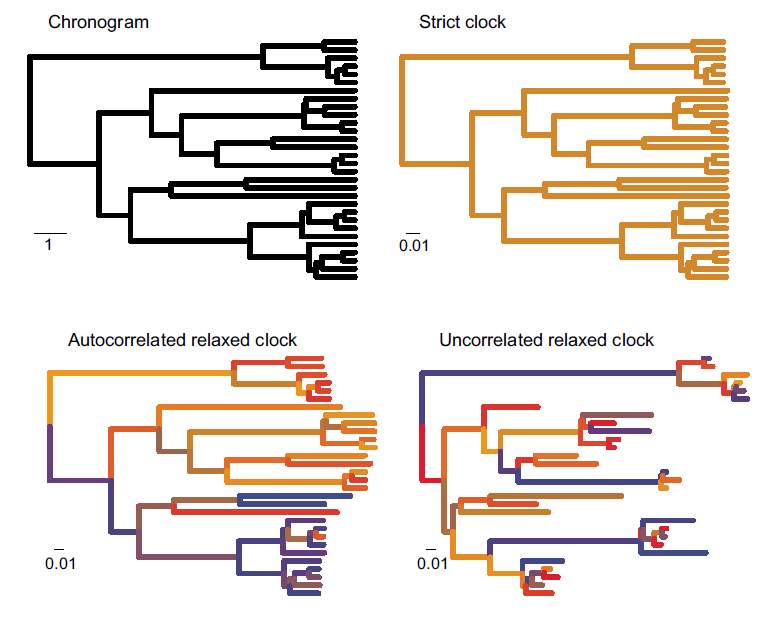 Chronogram
Strict clock
1
0.01
Autocorrelated relaxed clock
Uncorrelated relaxed clock
0.01
0.01